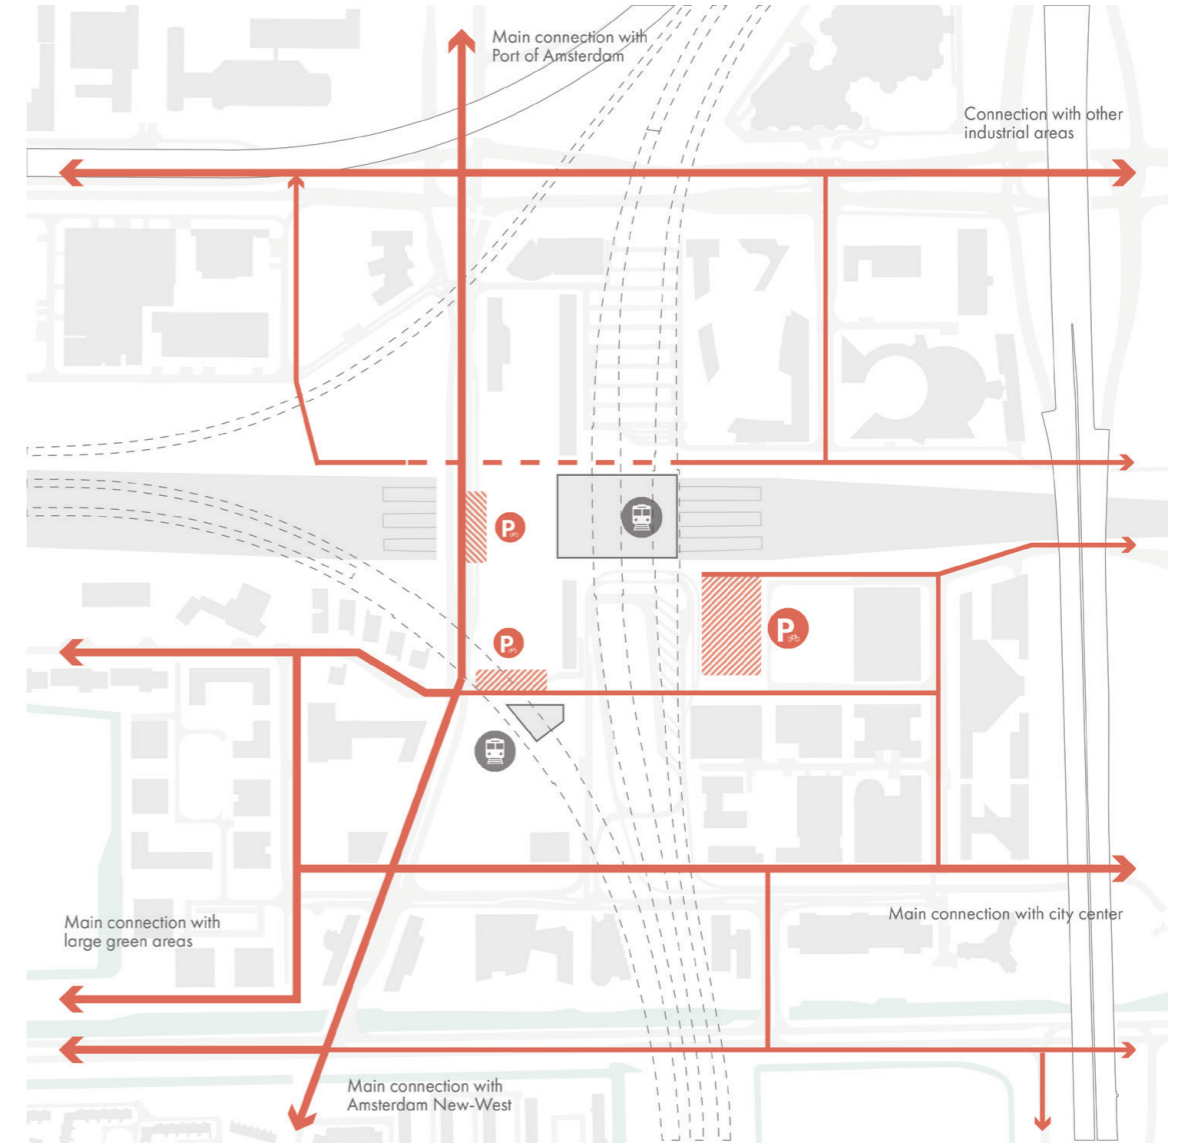 Main connection with
Port of Amsterdam
Connection with other
industrial areas
P
P
P
Main connection with
large green areas
Main connection with city center
Main connection with
Amsterdam New-West